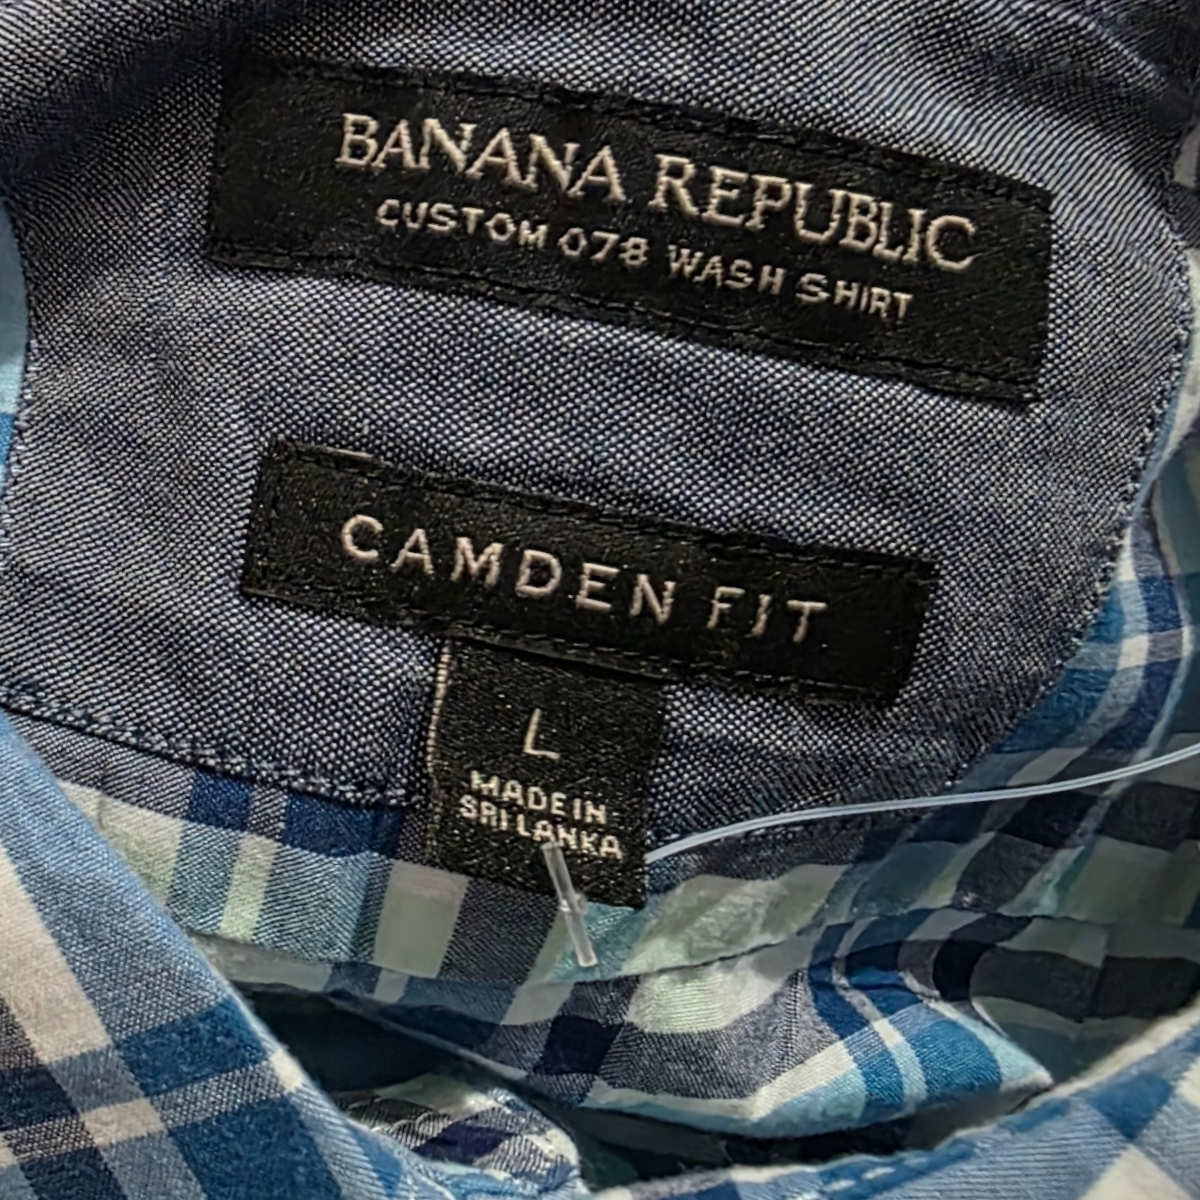 BANANA REPUBLIC
CUSTOM 078 WASH SHIRT
CAMDEN FIT
L
MADE IN
SRI LANKA